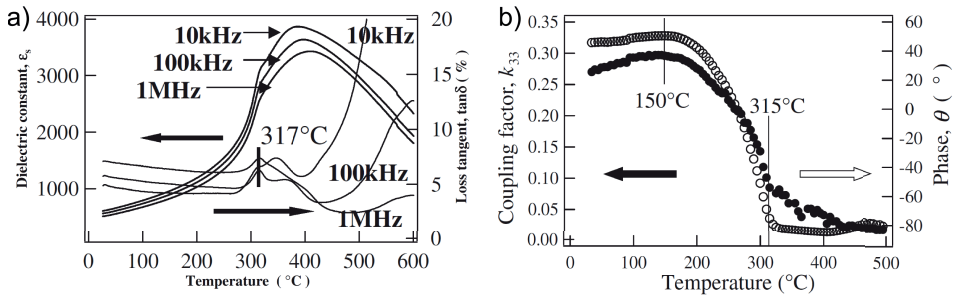 a)
4000
3000
2000
1000
0
Dielectric constant, εs
10kHz
100kHz
1MHz
317°C
10kHz
100kHz
1MHz
20
15
10
5
0
Loss tangent, tanδ ( % )
0
100
200
300
400
500
600
Temperature ( °C )
b)
0.35
0.30
0.25
0.20
0.15
0.10
0.05
0.00
Coupling factor, k33
150°C
315°C
60
40
20
0
-20
-40
-60
-80
Phase, θ ( ° )
0
100
200
300
400
500
Temperature (°C)